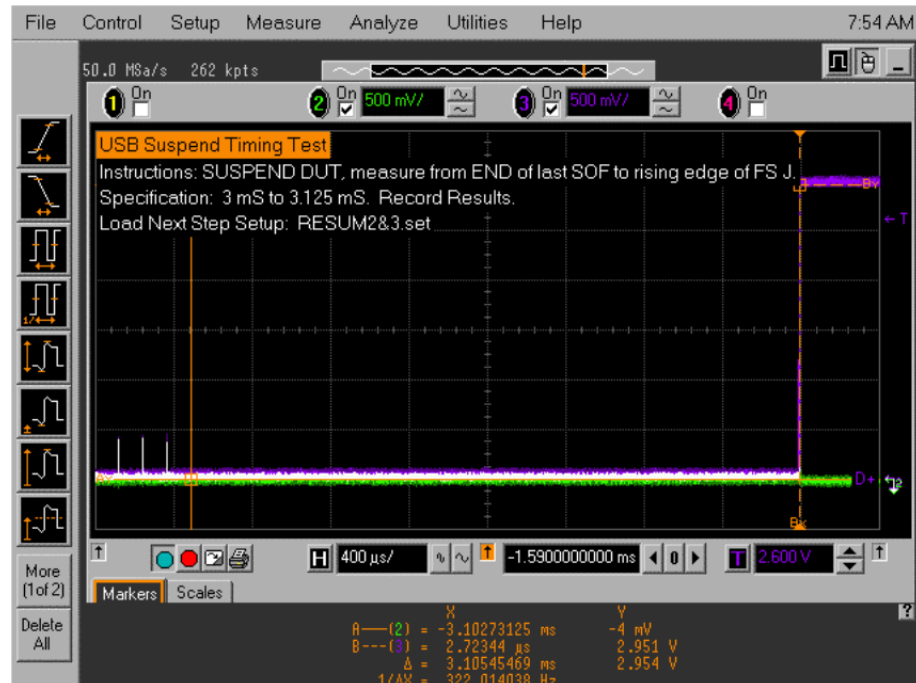 File Control Setup Measure Analyze Utilities Help 7:54 AM
50.0 MSa/s 262 kpts
1 On 2 On 500 mV/ 3 On 500 mV/ 4 On
USB Suspend Timing Test
Instructions: SUSPEND DUT, measure from END of last SOF to rising edge of FS J.
Specification: 3 mS to 3.125 mS. Record Results.
Load Next Step Setup: RESUM2&3.set
By
T
D+
2
Bx
More
(1 of 2)
Delete
All
H 400 µs/ -1.5900000000 ms 0 T 2.600 V
Markers Scales
?
X Y
A——(2) = -3.10273125 ms -4 mV
B---(3) = 2.72344 µs 2.951 V
Δ = 3.10545469 ms 2.954 V
1/ΔX = 322.014038 Hz